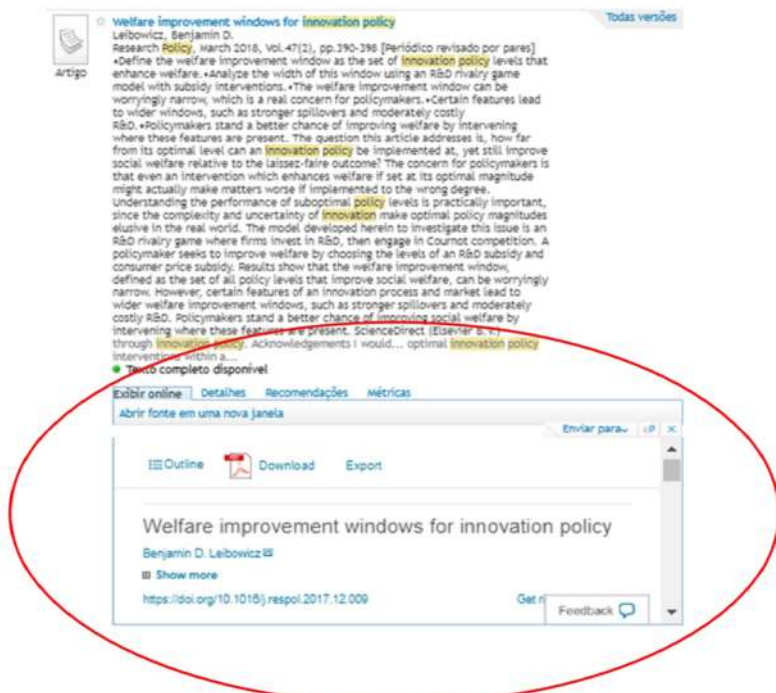 Welfare improvement windows for innovation policy
Todas versões
Leibowicz, Benjamin D.
Research Policy, March 2018, Vol.47(2), pp.390-398 [Periódico revisado por pares]
Artigo
•Define the welfare improvement window as the set of innovation policy levels that
enhance welfare.•Analyze the width of this window using an R&D rivalry game
model with subsidy interventions.•The welfare improvement window can be
worryingly narrow, which is a real concern for policymakers.•Certain features lead
to wider windows, such as stronger spillovers and moderately costly
R&D.•Policymakers stand a better chance of improving welfare by intervening
where these features are present. The question this article addresses is, how far
from its optimal level can an innovation policy be implemented at, yet still improve
social welfare relative to the laissez-faire outcome? The concern for policymakers is
that even an intervention which enhances welfare if set at its optimal magnitude
might actually make matters worse if implemented to the wrong degree.
Understanding the performance of suboptimal policy levels is practically important,
since the complexity and uncertainty of innovation make optimal policy magnitudes
elusive in the real world. The model developed herein to investigate this issue is an
R&D rivalry game where firms invest in R&D, then engage in Cournot competition. A
policymaker seeks to improve welfare by choosing the levels of an R&D subsidy and
consumer price subsidy. Results show that the welfare improvement window,
defined as the set of all policy levels that improve social welfare, can be worryingly
narrow. However, certain features of an innovation process and market lead to
wider welfare improvement windows, such as stronger spillovers and moderately
costly R&D. Policymakers stand a better chance of improving social welfare by
intervening where these features are present. ScienceDirect (Elsevier B.V.)
through innovation policy. Acknowledgements I would... optimal innovation policy
interventions within a...
Texto completo disponível
Exibir online Detalhes Recomendações Métricas
Abrir fonte em uma nova janela
Enviar para
Outline Download Export
Welfare improvement windows for innovation policy
Benjamin D. Leibowicz
Show more
https://doi.org/10.1016/j.respol.2017.12.009
Get
Feedback